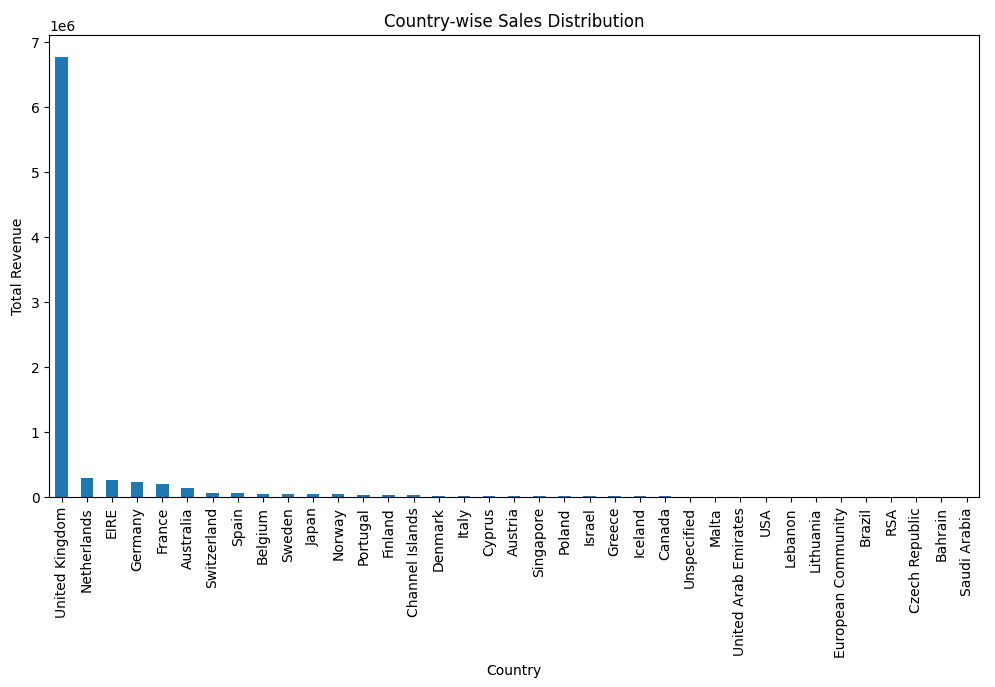 Country-wise Sales Distribution
1e6
7
6
5
4
3
2
1
0
Total Revenue
United Kingdom
Netherlands
EIRE
Germany
France
Australia
Switzerland
Spain
Belgium
Sweden
Japan
Norway
Portugal
Finland
Channel Islands
Denmark
Italy
Cyprus
Austria
Singapore
Poland
Israel
Greece
Iceland
Canada
Unspecified
Malta
United Arab Emirates
USA
Lebanon
Lithuania
European Community
Brazil
RSA
Czech Republic
Bahrain
Saudi Arabia
Country